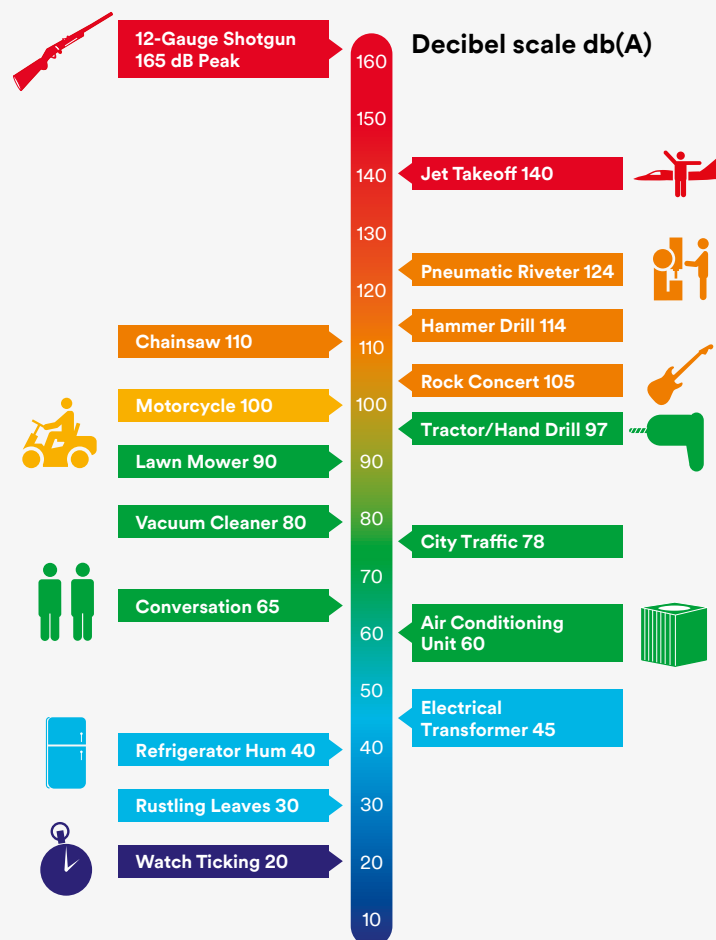 Decibel scale db(A)
12-Gauge Shotgun
165 dB Peak
160
150
Jet Takeoff 140
140
130
Pneumatic Riveter 124
120
Hammer Drill 114
Chainsaw 110
110
Rock Concert 105
Motorcycle 100
100
Tractor/Hand Drill 97
Lawn Mower 90
90
Vacuum Cleaner 80
80
City Traffic 78
70
Conversation 65
Air Conditioning
Unit 60
60
50
Electrical
Transformer 45
Refrigerator Hum 40
40
Rustling Leaves 30
30
Watch Ticking 20
20
10